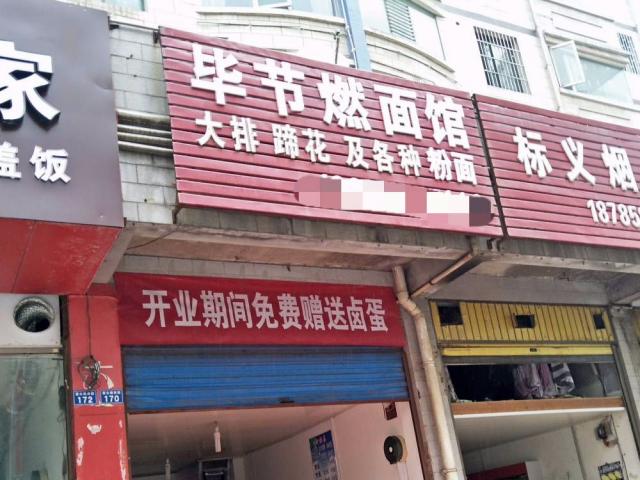 家
盖饭
毕节燃面馆
大排 蹄花 及各种 粉面
标义烟
18785
开业期间免费赠送卤蛋
172
170